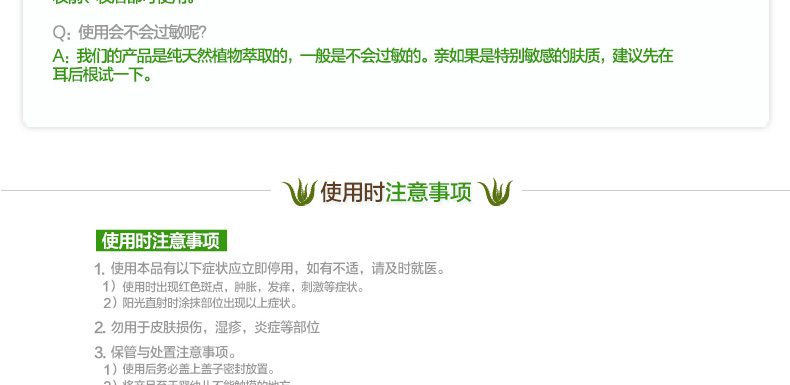 Q: 使用会不会过敏呢?
A: 我们的产品是纯天然植物萃取的，一般是不会过敏的。亲如果是特别敏感的肤质，建议先在
耳后根试一下。
使用时注意事项
使用时注意事项
1. 使用本品有以下症状应立即停用，如有不适，请及时就医。
1）使用时出现红色斑点，肿胀，发痒，刺激等症状。
2）阳光直射时涂抹部位出现以上症状。
2. 勿用于皮肤损伤，湿疹，炎症等部位
3. 保管与处置注意事项。
1）使用后务必盖上盖子密封放置。